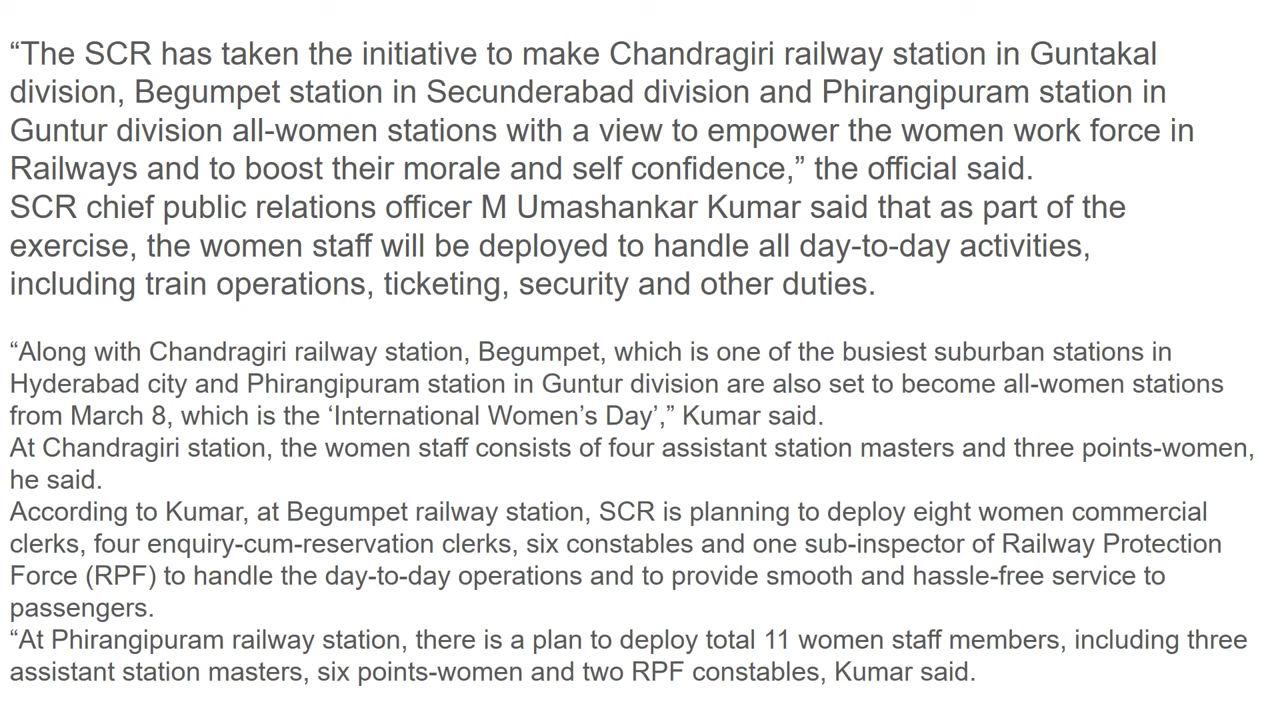 “The SCR has taken the initiative to make Chandragiri railway station in Guntakal
division, Begumpet station in Secunderabad division and Phirangipuram station in
Guntur division all-women stations with a view to empower the women work force in
Railways and to boost their morale and self confidence,” the official said.
SCR chief public relations officer M Umashankar Kumar said that as part of the
exercise, the women staff will be deployed to handle all day-to-day activities,
including train operations, ticketing, security and other duties.
“Along with Chandragiri railway station, Begumpet, which is one of the busiest suburban stations in
Hyderabad city and Phirangipuram station in Guntur division are also set to become all-women stations
from March 8, which is the ‘International Women’s Day’,” Kumar said.
At Chandragiri station, the women staff consists of four assistant station masters and three points-women,
he said.
According to Kumar, at Begumpet railway station, SCR is planning to deploy eight women commercial
clerks, four enquiry-cum-reservation clerks, six constables and one sub-inspector of Railway Protection
Force (RPF) to handle the day-to-day operations and to provide smooth and hassle-free service to
passengers.
“At Phirangipuram railway station, there is a plan to deploy total 11 women staff members, including three
assistant station masters, six points-women and two RPF constables, Kumar said.